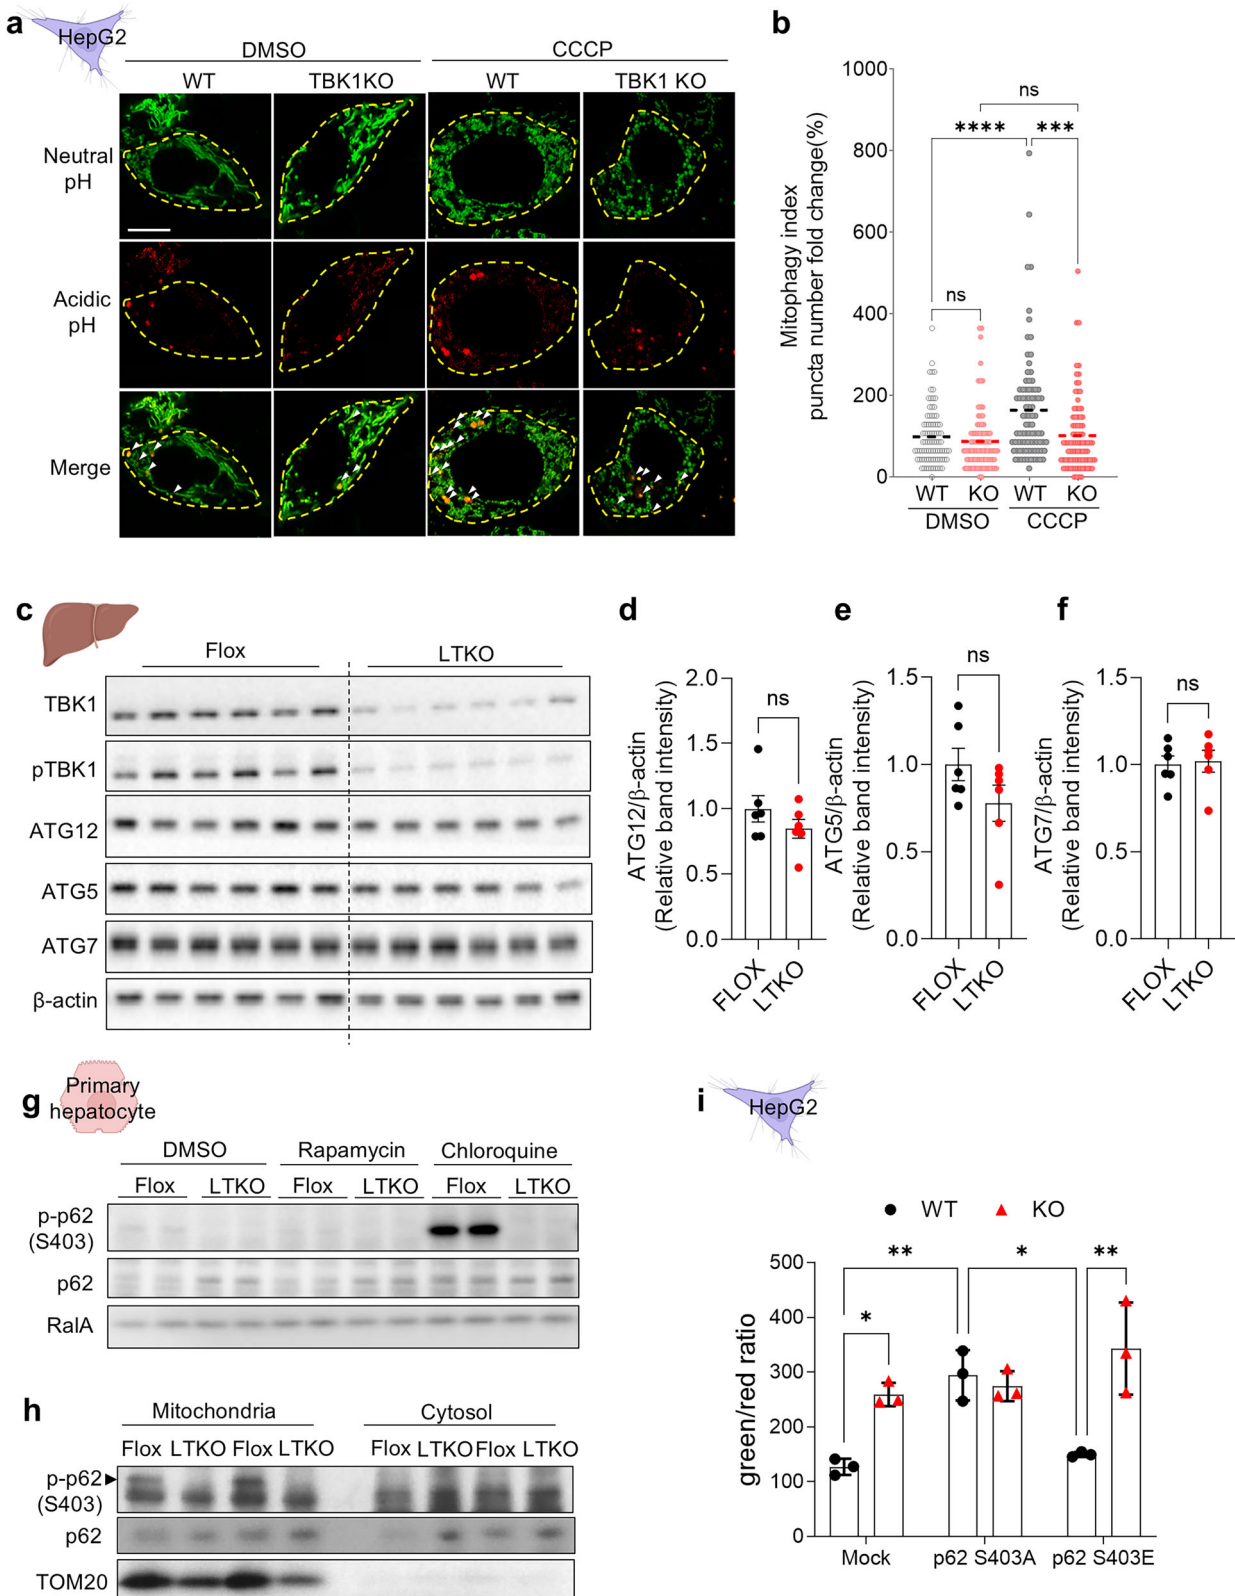 a
HepG2
DMSO
CCCP
WT
TBK1KO
WT
TBK1 KO
Neutral
pH
Acidic
pH
Merge
b
Mitophagy index
puncta number fold change(%)
1000
800
600
400
200
0
ns
****
***
ns
WT
KO
WT
KO
DMSO
CCCP
c
Flox
LTKO
TBK1
pTBK1
ATG12
ATG5
ATG7
β-actin
d
ATG12/β-actin
(Relative band intensity)
2.0
1.5
1.0
0.5
0.0
ns
FLOX
LTKO
e
ATG5/β-actin
(Relative band intensity)
1.5
1.0
0.5
0.0
ns
FLOX
LTKO
f
ATG7/β-actin
(Relative band intensity)
1.5
1.0
0.5
0.0
ns
FLOX
LTKO
g
Primary
hepatocyte
DMSO
Rapamycin
Chloroquine
Flox
LTKO
Flox
LTKO
Flox
LTKO
p-p62
(S403)
p62
RalA
h
Mitochondria
Cytosol
Flox LTKO Flox LTKO
Flox LTKO Flox LTKO
p-p62
(S403)
p62
TOM20
i
HepG2
WT
KO
green/red ratio
500
400
300
200
100
0
**
*
**
*
Mock
p62 S403A
p62 S403E